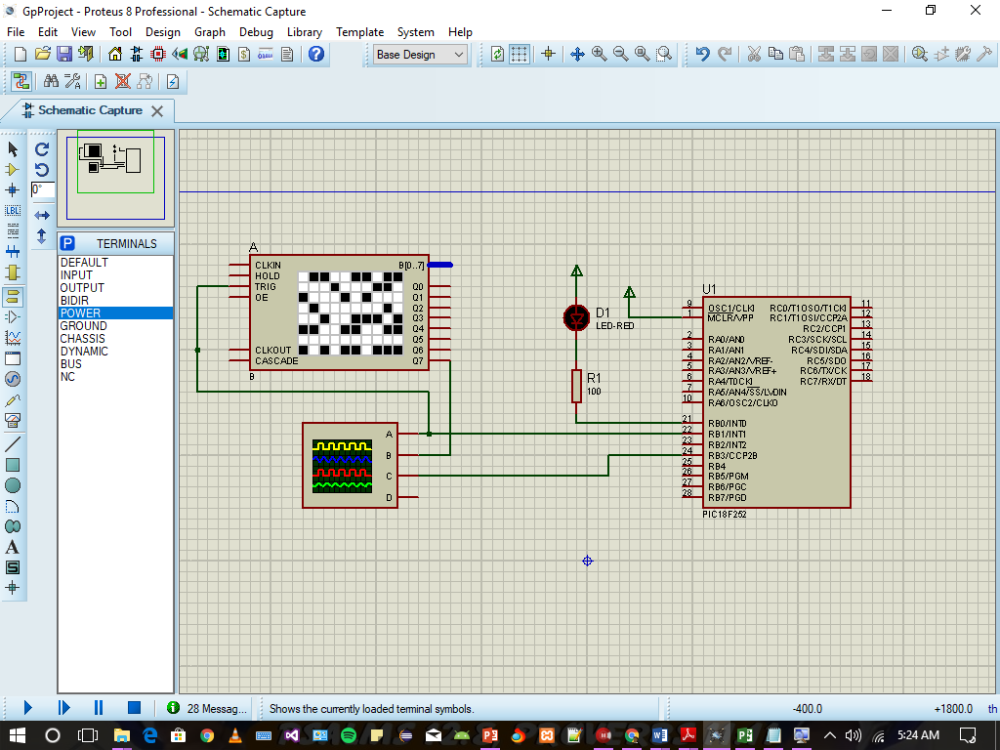 GpProject - Proteus 8 Professional - Schematic Capture
File Edit View Tool Design Graph Debug Library Template System Help
Base Design
Schematic Capture
0°
LBL
P TERMINALS
DEFAULT
INPUT
OUTPUT
BIDIR
POWER
GROUND
CHASSIS
DYNAMIC
BUS
NC
A
CLKIN
HOLD
TRIG
OE
CLKOUT
CASCADE
B[0..7]
Q0
Q1
Q2
Q3
Q4
Q5
Q6
Q7
B
A
B
C
D
D1
LED-RED
R1
100
U1
9 OSC1/CLKI
1 MCLR/VPP
2 RA0/AN0
3 RA1/AN1
4 RA2/AN2/VREF-
5 RA3/AN3/VREF+
6 RA4/T0CKI
7 RA5/AN4/SS/LVDIN
10 RA6/OSC2/CLKO
21 RB0/INT0
22 RB1/INT1
23 RB2/INT2
24 RB3/CCP2B
25 RB4
26 RB5/PGM
27 RB6/PGC
28 RB7/PGD
RC0/T1OSO/T1CKI 11
RC1/T1OSI/CCP2A 12
RC2/CCP1 13
RC3/SCK/SCL 14
RC4/SDI/SDA 15
RC5/SDO 16
RC6/TX/CK 17
RC7/RX/DT 18
PIC18F252
28 Messag... Shows the currently loaded terminal symbols. -400.0 +1800.0 th
5:24 AM